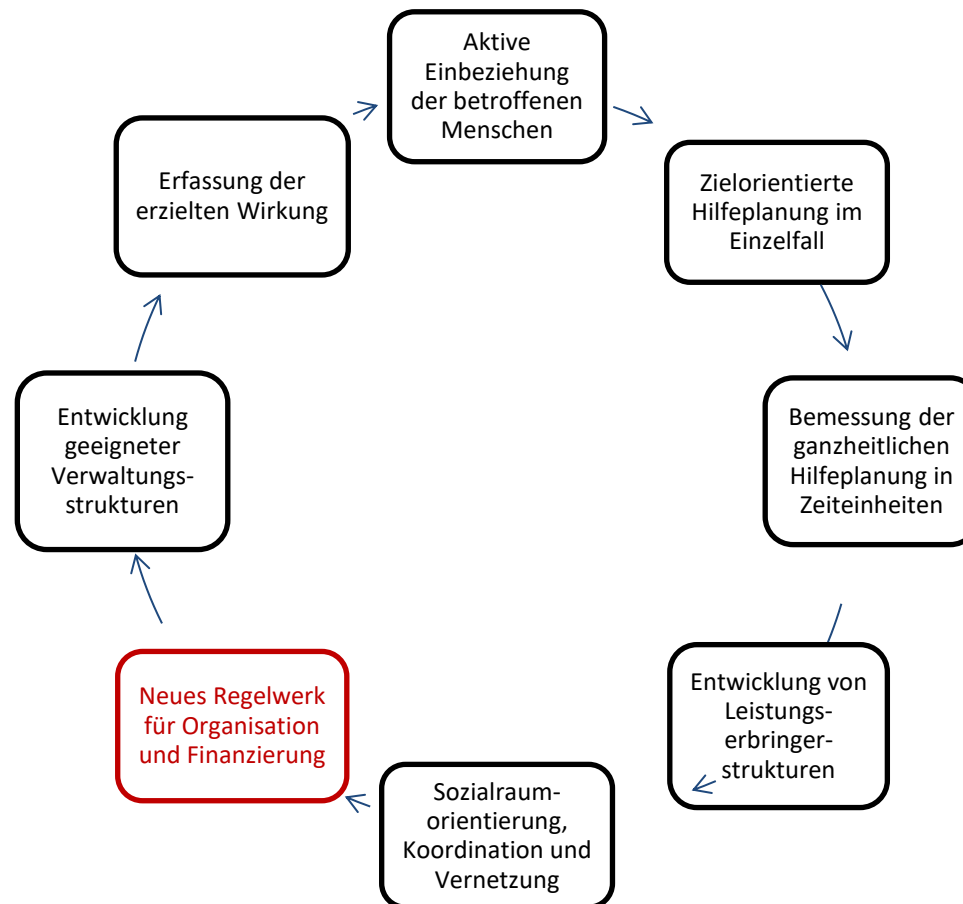 Aktive
Einbeziehung
der betroffenen
Menschen
Zielorientierte
Hilfeplanung im
Einzelfall
Bemessung der
ganzheitlichen
Hilfeplanung in
Zeiteinheiten
Entwicklung von
Leistungs-
erbringer-
strukturen
Sozialraum-
orientierung,
Koordination und
Vernetzung
Neues Regelwerk
für Organisation
und Finanzierung
Entwicklung
geeigneter
Verwaltungs-
strukturen
Erfassung der
erzielten Wirkung